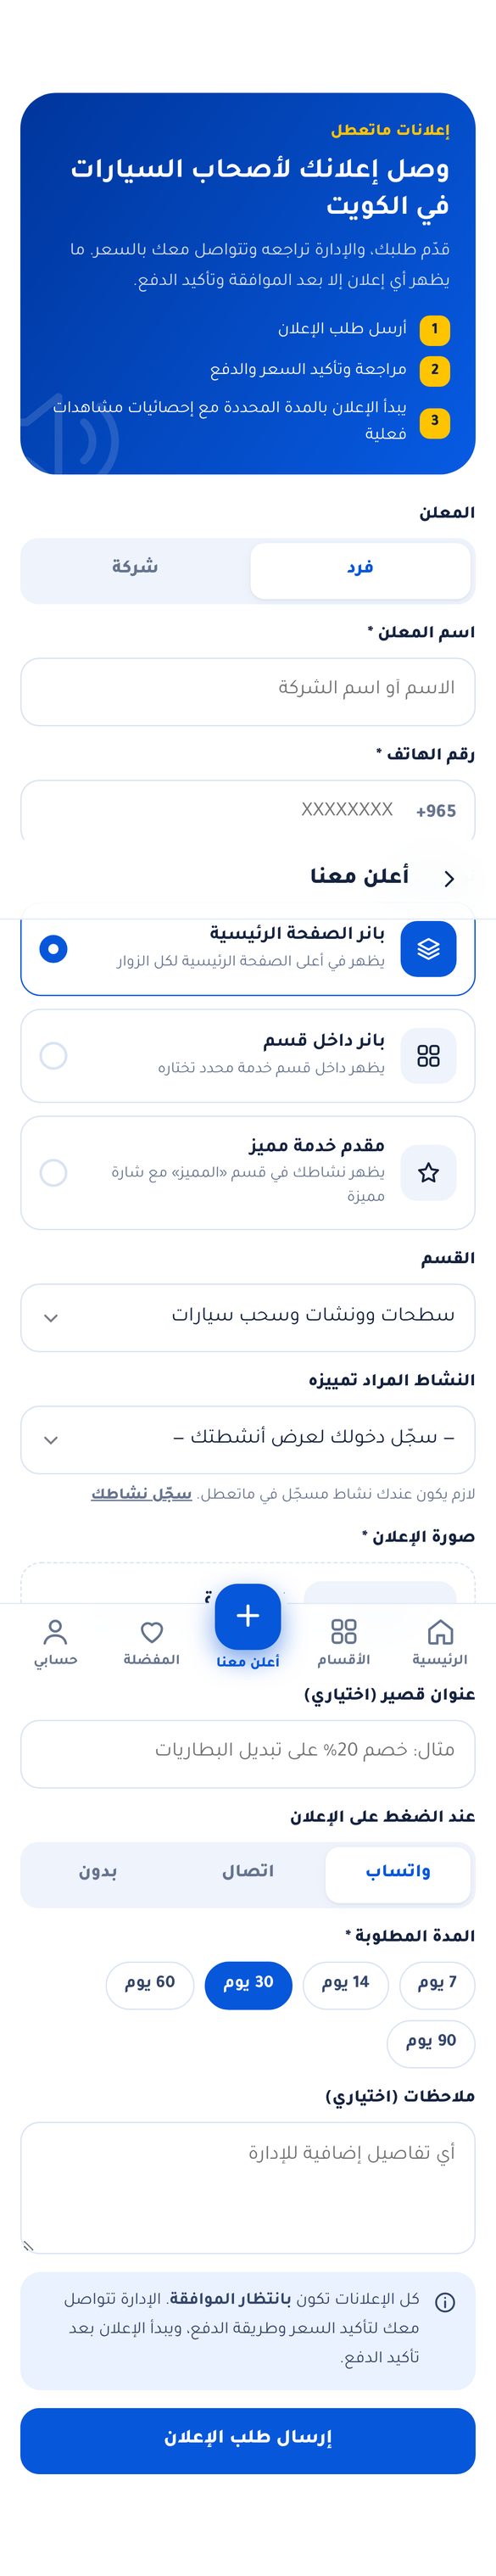 إعلانات ماتعطل
وصل إعلانك لأصحاب السيارات
في الكويت
قدّم طلبك، والإدارة تراجعه وتتواصل معك بالسعر. ما
يظهر أي إعلان إلا بعد الموافقة وتأكيد الدفع.
1 أرسل طلب الإعلان
2 مراجعة وتأكيد السعر والدفع
3 يبدأ الإعلان بالمدة المحددة مع إحصائيات مشاهدات
فعلية
المعلن
فرد شركة
اسم المعلن *
الاسم أو اسم الشركة
رقم الهاتف *
+965 XXXXXXXX
أعلن معنا
بانر الصفحة الرئيسية
يظهر في أعلى الصفحة الرئيسية لكل الزوار
بانر داخل قسم
يظهر داخل قسم خدمة محدد تختاره
مقدم خدمة مميز
يظهر نشاطك في قسم «المميز» مع شارة
مميزة
القسم
سطحات وونشات وسحب سيارات
النشاط المراد تمييزه
— سجّل دخولك لعرض أنشطتك —
لازم يكون عندك نشاط مسجّل في ماتعطل. سجّل نشاطك
صورة الإعلان *
الرئيسية الأقسام أعلن معنا المفضلة حسابي
عنوان قصير (اختياري)
مثال: خصم 20% على تبديل البطاريات
عند الضغط على الإعلان
واتساب اتصال بدون
المدة المطلوبة *
7 يوم 14 يوم 30 يوم 60 يوم
90 يوم
ملاحظات (اختياري)
أي تفاصيل إضافية للإدارة
كل الإعلانات تكون بانتظار الموافقة. الإدارة تتواصل
معك لتأكيد السعر وطريقة الدفع، ويبدأ الإعلان بعد
تأكيد الدفع.
إرسال طلب الإعلان